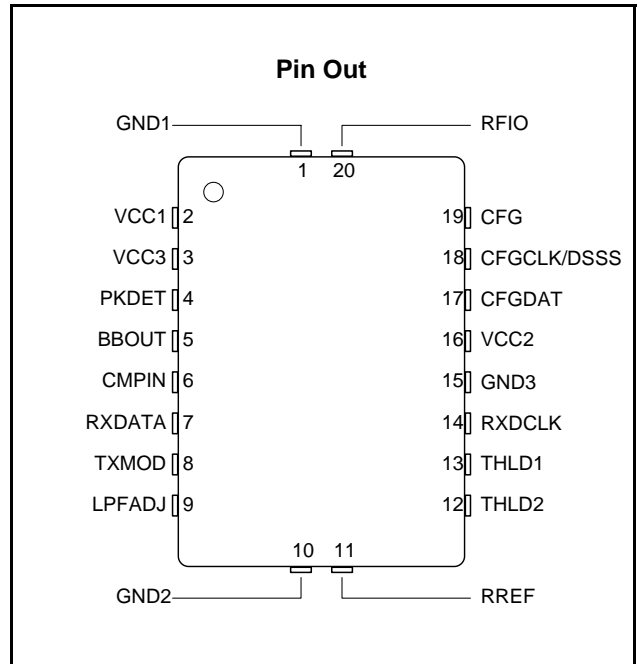 Pin Out
GND1 RFIO
1 20
VCC1 2 19 CFG
VCC3 3 18 CFGCLK/DSSS
PKDET 4 17 CFGDAT
BBOUT 5 16 VCC2
CMPIN 6 15 GND3
RXDATA 7 14 RXDCLK
TXMOD 8 13 THLD1
LPFADJ 9 12 THLD2
10 11
GND2 RREF